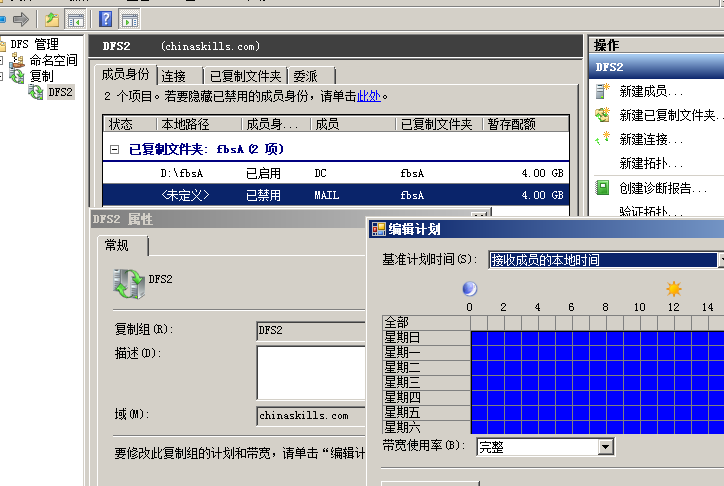 DFS 管理
命名空间
复制
DFS2
DFS2 (chinaskills.com)
成员身份 连接 已复制文件夹 委派
2 个项目。若要隐藏已禁用的成员身份，请单击此处。
状态 本地路径 成员身... 成员 已复制文件夹 暂存配额
已复制文件夹: fbsA (2 项)
D:\fbsA 已启用 DC fbsA 4.00 GB
<未定义> 已禁用 MAIL fbsA 4.00 GB
操作
DFS2
新建成员...
新建已复制文件夹..
新建连接...
新建拓扑...
创建诊断报告...
验证拓扑...
DFS2 属性
常规
DFS2
复制组(R): DFS2
描述(D):
域(M): chinaskills.com
要修改此复制组的计划和带宽，请单击“编辑计
编辑计划
基准计划时间(S): 接收成员的本地时间
0 2 4 6 8 10 12 14
全部
星期日
星期一
星期二
星期三
星期四
星期五
星期六
带宽使用率(B): 完整